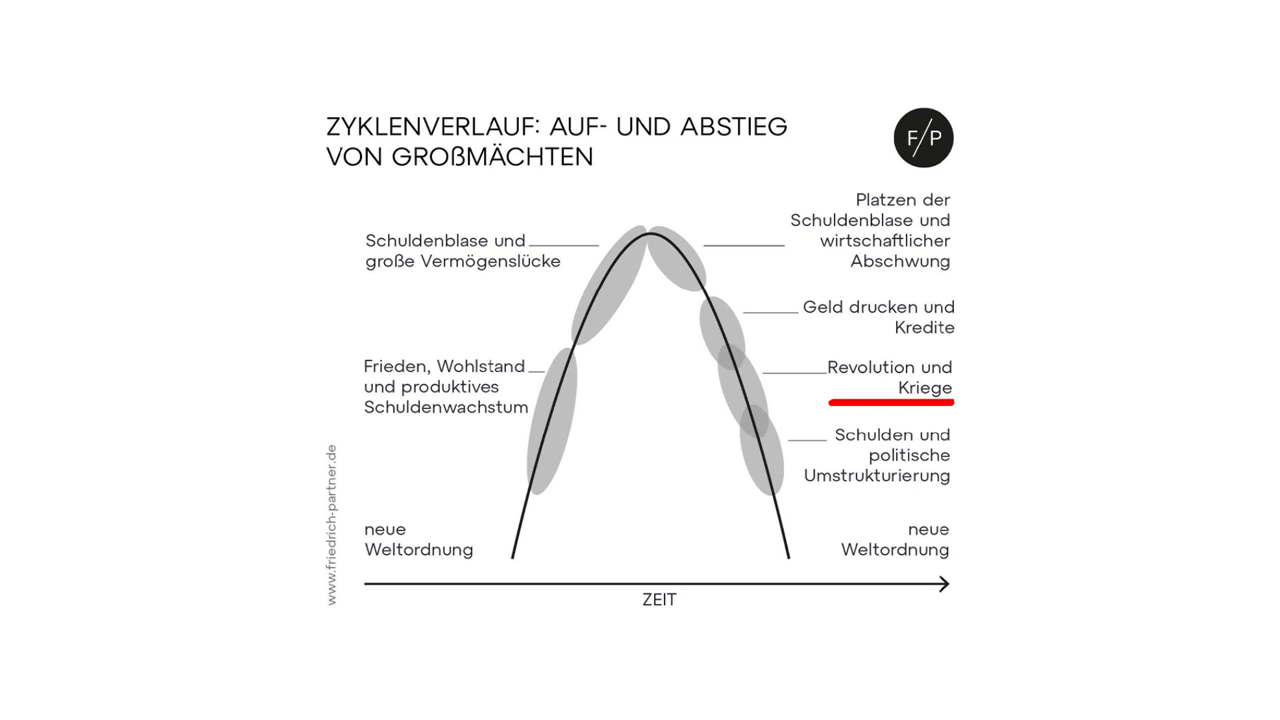 ZYKLENVERLAUF: AUF- UND ABSTIEG
VON GROßMÄCHTEN
F/P
Schuldenblase und
große Vermögenslücke
Frieden, Wohlstand
und produktives
Schuldenwachstum
neue
Weltordnung
Platzen der
Schuldenblase und
wirtschaftlicher
Abschwung
Geld drucken und
Kredite
Revolution und
Kriege
Schulden und
politische
Umstrukturierung
neue
Weltordnung
ZEIT
www.friedrich-partner.de